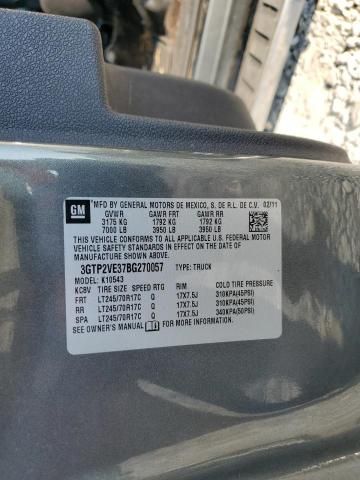 GM
*MFG BY GENERAL MOTORS DE MEXICO, S. DE R.L. DE C.V. 02/11
GVWR GAWR FRT GAWR RR
3175 KG 1792 KG 1792 KG
7000 LB 3950 LB 3950 LB
THIS VEHICLE CONFORMS TO ALL APPLICABLE U.S. FEDERAL MOTOR
VEHICLE SAFETY STANDARDS IN EFFECT ON THE DATE OF
MANUFACTURE SHOWN ABOVE.
3GTP2VE37BG270057 TYPE: TRUCK
MODEL: K10543
KC8V TIRE SIZE SPEED RTG RIM COLD TIRE PRESSURE
FRT LT245/70R17C Q 17X7.5J 310KPA(45PSI)
RR LT245/70R17C Q 17X7.5J 310KPA(45PSI)
SPA LT245/70R17C Q 17X7.5J 340KPA(50PSI)
SEE OWNER'S MANUAL FOR ADDITIONAL INFORMATION.